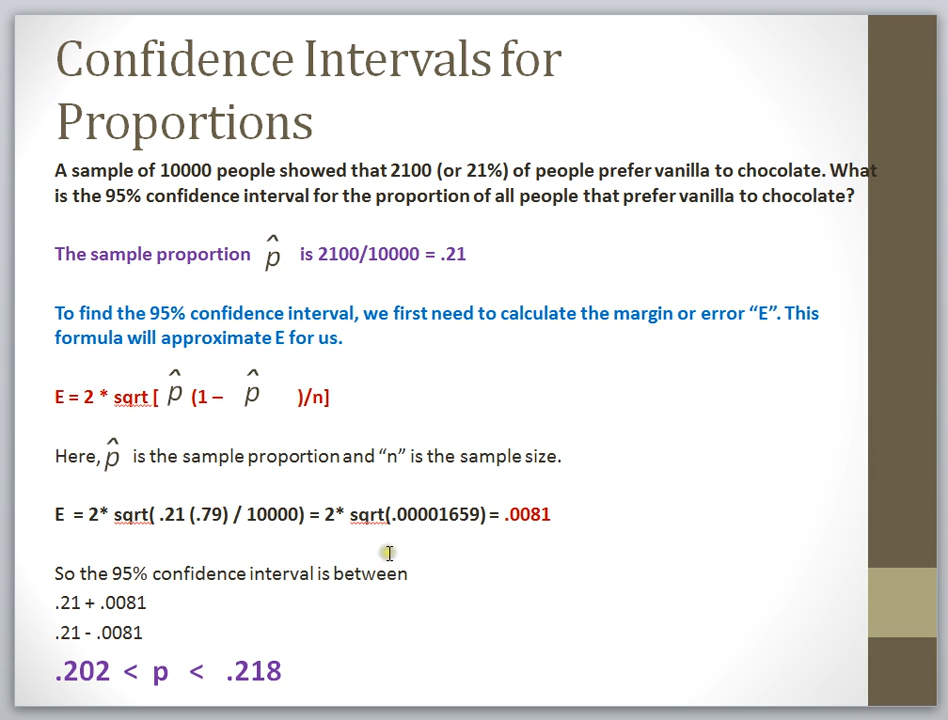 Confidence Intervals for
Proportions
A sample of 10000 people showed that 2100 (or 21%) of people prefer vanilla to chocolate. What
is the 95% confidence interval for the proportion of all people that prefer vanilla to chocolate?
The sample proportion p̂ is 2100/10000 = .21
To find the 95% confidence interval, we first need to calculate the margin or error “E”. This
formula will approximate E for us.
E = 2 * sqrt [ p̂ (1 – p̂ )/n]
Here, p̂ is the sample proportion and “n” is the sample size.
E = 2* sqrt( .21 (.79) / 10000) = 2* sqrt(.00001659) = .0081
So the 95% confidence interval is between
.21 + .0081
.21 - .0081
.202 < p < .218